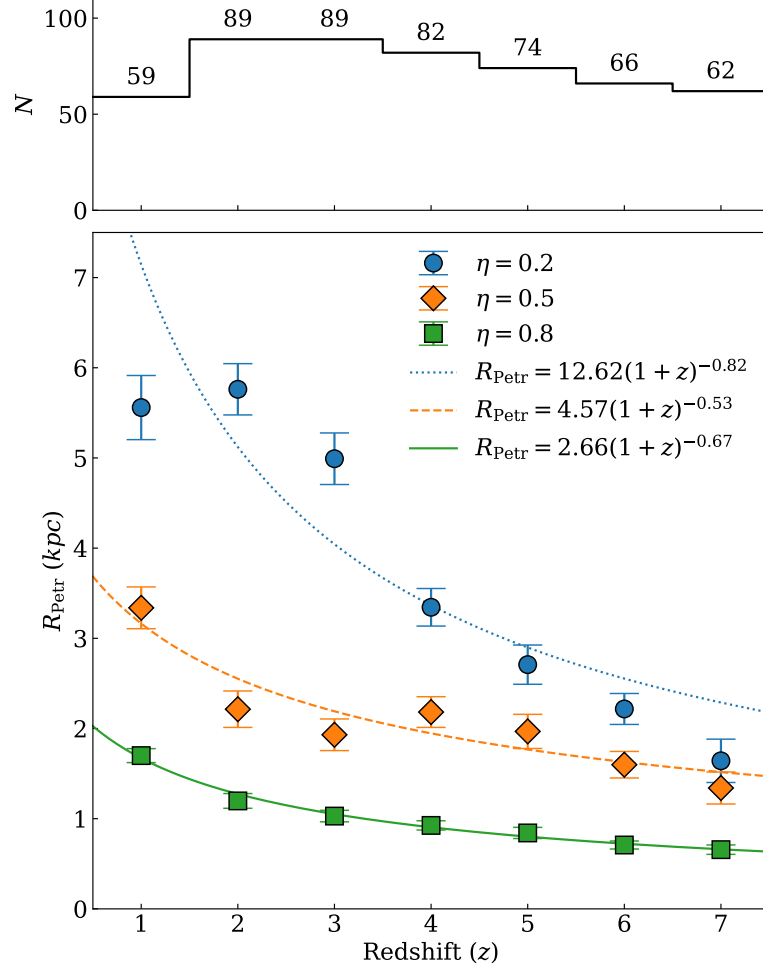 100
89
89
82
74
66
62
59
50
N
0
7
η = 0.2
η = 0.5
η = 0.8
6
R_Petr = 12.62(1 + z)^−0.82
R_Petr = 4.57(1 + z)^−0.53
5
R_Petr = 2.66(1 + z)^−0.67
4
R_Petr (kpc)
3
2
1
0
1 2 3 4 5 6 7
Redshift (z)